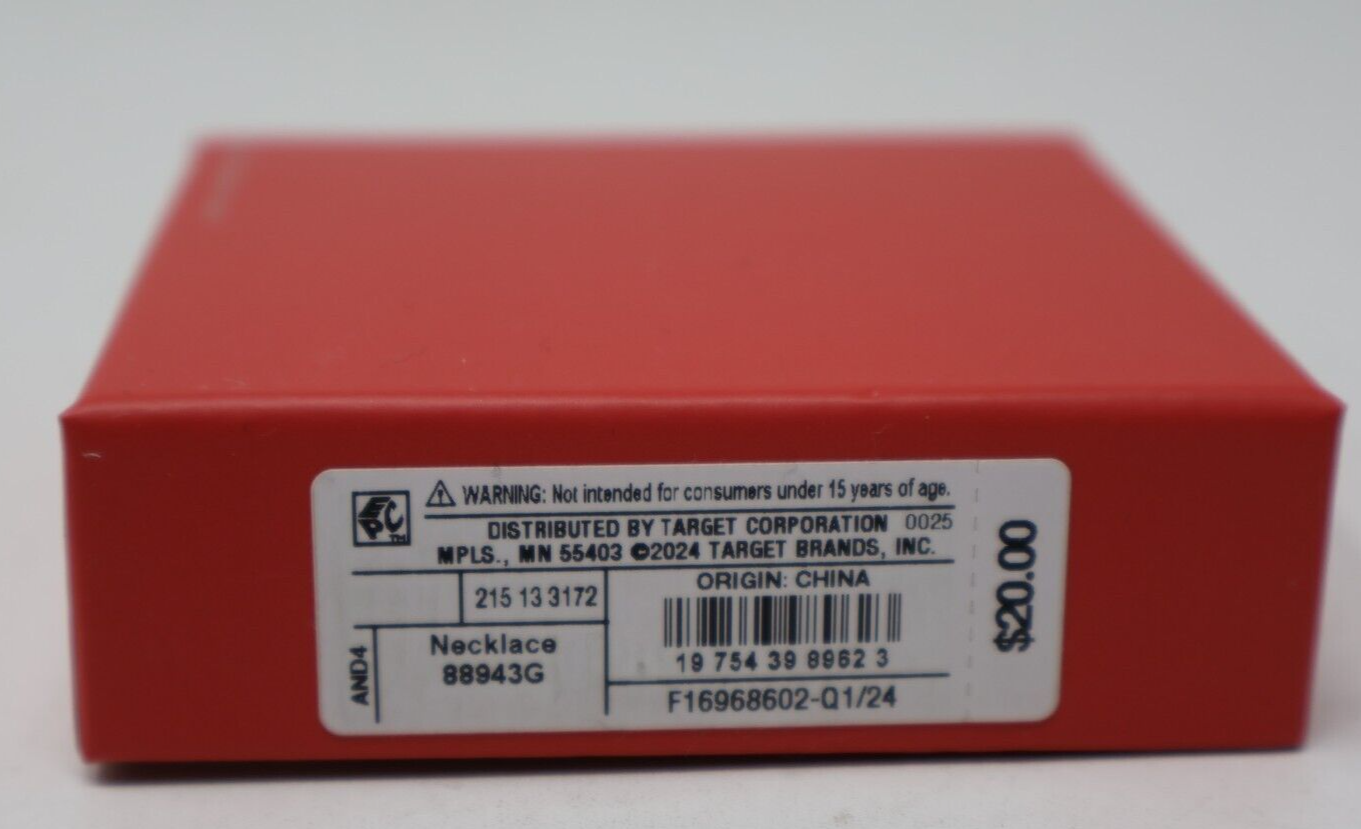 WARNING: Not intended for consumers under 15 years of age.
DISTRIBUTED BY TARGET CORPORATION 0025
MPLS., MN 55403 ©2024 TARGET BRANDS, INC.
215 13 3172
ORIGIN: CHINA
19 754 39 8962 3
AND4
Necklace
88943G
F16968602-Q1/24
$20.00